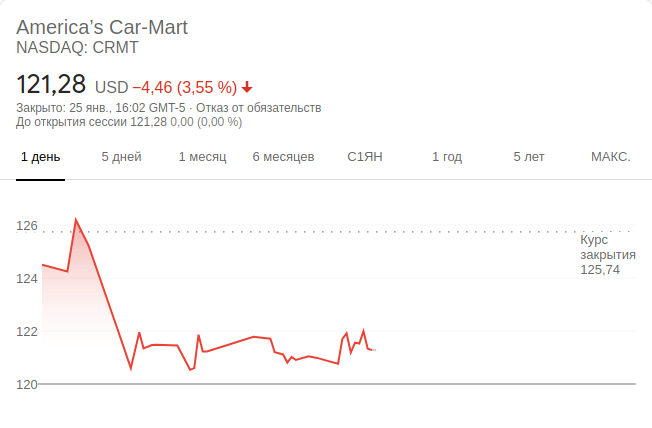 America’s Car-Mart
NASDAQ: CRMT
121,28 USD −4,46 (3,55 %)
Закрыто: 25 янв., 16:02 GMT-5 · Отказ от обязательств
До открытия сессии 121,28 0,00 (0,00 %)
1 день 5 дней 1 месяц 6 месяцев С1ЯН 1 год 5 лет МАКС.
126
Курс
закрытия
125,74
124
122
120